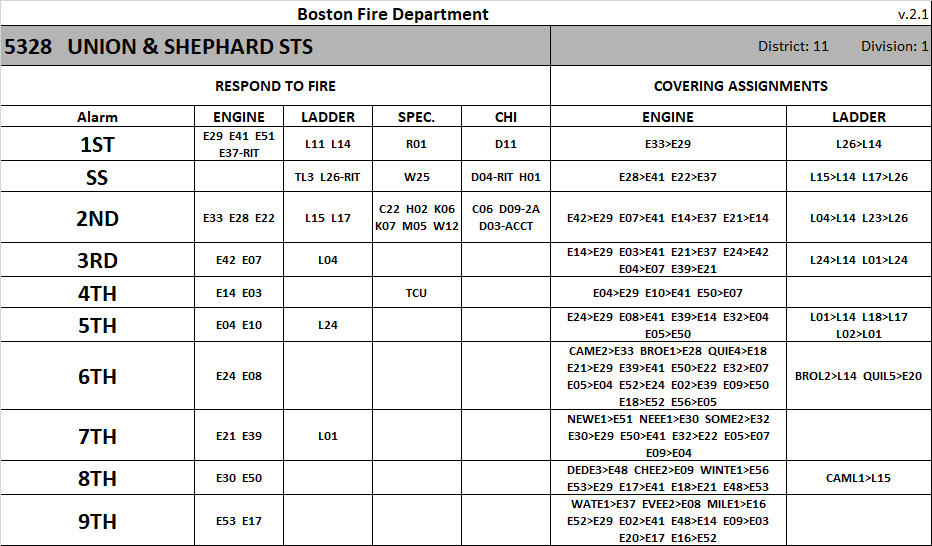 Boston Fire Department v.2.1
5328 UNION & SHEPHARD STS District: 11 Division: 1
RESPOND TO FIRE COVERING ASSIGNMENTS
Alarm ENGINE LADDER SPEC. CHI ENGINE LADDER
1ST
E29 E41 E51
E37-RIT
L11 L14
R01
D11
E33>E29
L26>L14
SS
TL3 L26-RIT
W25
D04-RIT H01
E28>E41 E22>E37
L15>L14 L17>L26
2ND
E33 E28 E22
L15 L17
C22 H02 K06
K07 M05 W12
C06 D09-2A
D03-ACCT
E42>E29 E07>E41 E14>E37 E21>E14
L04>L14 L23>L26
3RD
E42 E07
L04
E14>E29 E03>E41 E21>E37 E24>E42
E04>E07 E39>E21
L24>L14 L01>L24
4TH
E14 E03
TCU
E04>E29 E10>E41 E50>E07
5TH
E04 E10
L24
E24>E29 E08>E41 E39>E14 E32>E04
E05>E50
L01>L14 L18>L17
L02>L01
6TH
E24 E08
CAME2>E33 BROE1>E28 QUIE4>E18
E21>E29 E39>E41 E50>E22 E32>E07
E05>E04 E52>E24 E02>E39 E09>E50
E18>E52 E56>E05
BROL2>L14 QUIL5>E20
7TH
E21 E39
L01
NEWE1>E51 NEEE1>E30 SOME2>E32
E30>E29 E50>E41 E32>E22 E05>E07
E09>E04
8TH
E30 E50
DEDE3>E48 CHEE2>E09 WINTE1>E56
E53>E29 E17>E41 E18>E21 E48>E53
CAML1>L15
9TH
E53 E17
WATE1>E37 EVEE2>E08 MILE1>E16
E52>E29 E02>E41 E48>E14 E09>E03
E20>E17 E16>E52